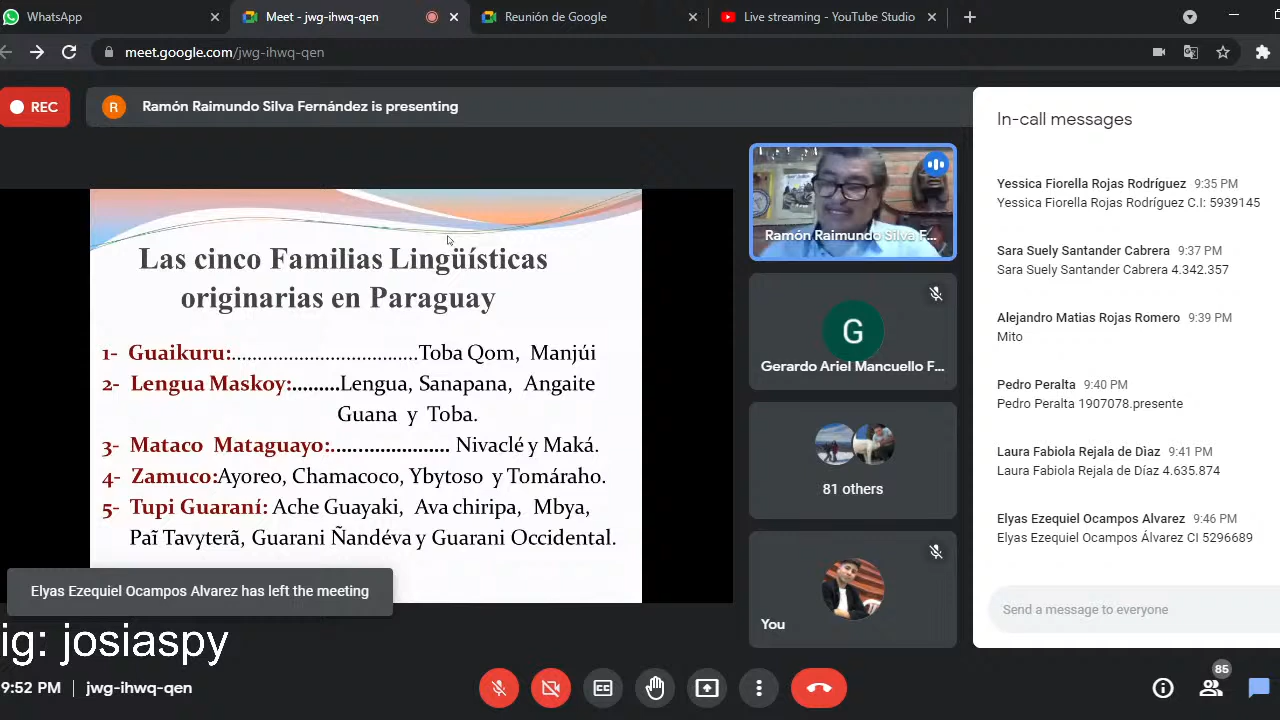 WhatsApp
Meet - jwg-ihwq-qen
Reunión de Google
Live streaming - YouTube Studio
meet.google.com/jwg-ihwq-qen
REC
R
Ramón Raimundo Silva Fernández is presenting
Las cinco Familias Lingüísticas
originarias en Paraguay
1- Guaikuru:...................................Toba Qom, Manjúi
2- Lengua Maskoy:.........Lengua, Sanapana, Angaite
Guana y Toba.
3- Mataco Mataguayo:....................... Nivaclé y Maká.
4- Zamuco:Ayoreo, Chamacoco, Ybytoso y Tomáraho.
5- Tupi Guaraní: Ache Guayaki, Ava chiripa, Mbya,
Paĩ Tavyterã, Guarani Ñandéva y Guarani Occidental.
Elyas Ezequiel Ocampos Alvarez has left the meeting
ig: josiaspy
9:52 PM | jwg-ihwq-qen
Ramón Raimundo Silva F...
G
Gerardo Ariel Mancuello F...
81 others
You
In-call messages
Yessica Fiorella Rojas Rodríguez 9:35 PM
Yessica Fiorella Rojas Rodríguez C.I: 5939145
Sara Suely Santander Cabrera 9:37 PM
Sara Suely Santander Cabrera 4.342.357
Alejandro Matias Rojas Romero 9:39 PM
Mito
Pedro Peralta 9:40 PM
Pedro Peralta 1907078.presente
Laura Fabiola Rejala de Dìaz 9:41 PM
Laura Fabiola Rejala de Díaz 4.635.874
Elyas Ezequiel Ocampos Alvarez 9:46 PM
Elyas Ezequiel Ocampos Álvarez CI 5296689
Send a message to everyone
CC
85